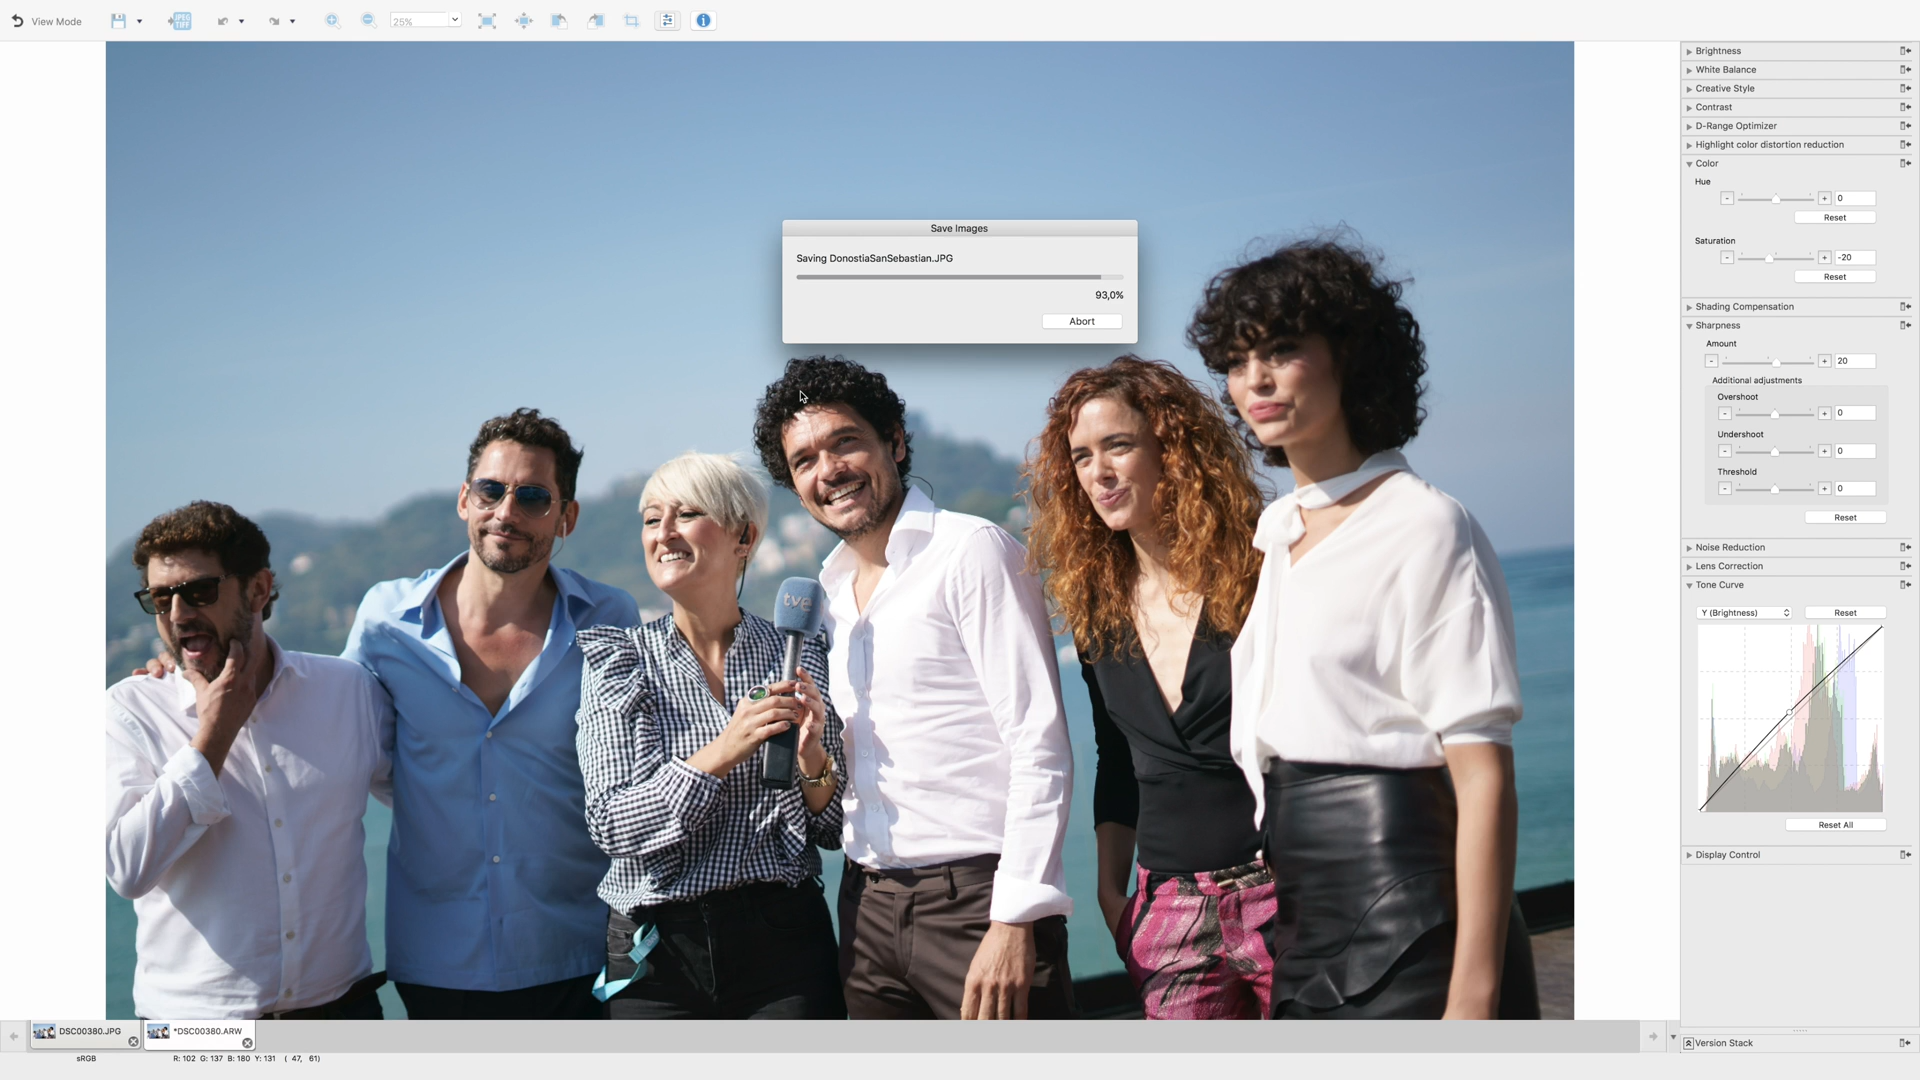 View Mode
JPEG
TIFF
25%
Save Images
Saving DonostiaSanSebastian.JPG
93,0%
Abort
tve
Brightness
White Balance
Creative Style
Contrast
D-Range Optimizer
Highlight color distortion reduction
Color
Hue
- + 0
Reset
Saturation
- + -20
Reset
Shading Compensation
Sharpness
Amount
- + 20
Additional adjustments
Overshoot
- + 0
Undershoot
- + 0
Threshold
- + 0
Reset
Noise Reduction
Lens Correction
Tone Curve
Y (Brightness) Reset
Reset All
Display Control
Version Stack
DSC00380.JPG *DSC00380.ARW
sRGB R: 102 G: 137 B: 180 Y: 131 ( 47, 61)